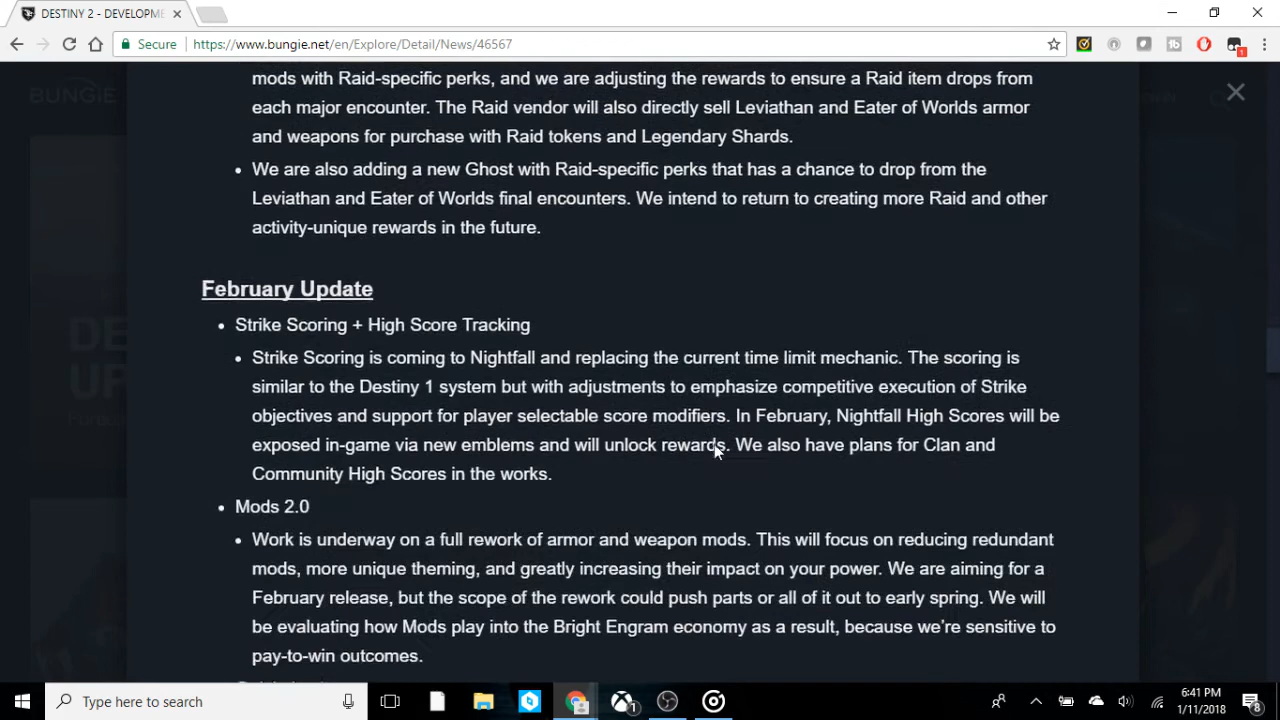 DESTINY 2 - DEVELOPME
Secure https://www.bungie.net/en/Explore/Detail/News/46567
1
BUNGIE
mods with Raid-specific perks, and we are adjusting the rewards to ensure a Raid item drops from
each major encounter. The Raid vendor will also directly sell Leviathan and Eater of Worlds armor
and weapons for purchase with Raid tokens and Legendary Shards.
• We are also adding a new Ghost with Raid-specific perks that has a chance to drop from the
Leviathan and Eater of Worlds final encounters. We intend to return to creating more Raid and other
activity-unique rewards in the future.
February Update
• Strike Scoring + High Score Tracking
• Strike Scoring is coming to Nightfall and replacing the current time limit mechanic. The scoring is
similar to the Destiny 1 system but with adjustments to emphasize competitive execution of Strike
objectives and support for player selectable score modifiers. In February, Nightfall High Scores will be
exposed in-game via new emblems and will unlock rewards. We also have plans for Clan and
Community High Scores in the works.
• Mods 2.0
• Work is underway on a full rework of armor and weapon mods. This will focus on reducing redundant
mods, more unique theming, and greatly increasing their impact on your power. We are aiming for a
February release, but the scope of the rework could push parts or all of it out to early spring. We will
be evaluating how Mods play into the Bright Engram economy as a result, because we're sensitive to
pay-to-win outcomes.
Type here to search
1
6:41 PM
1/11/2018
8